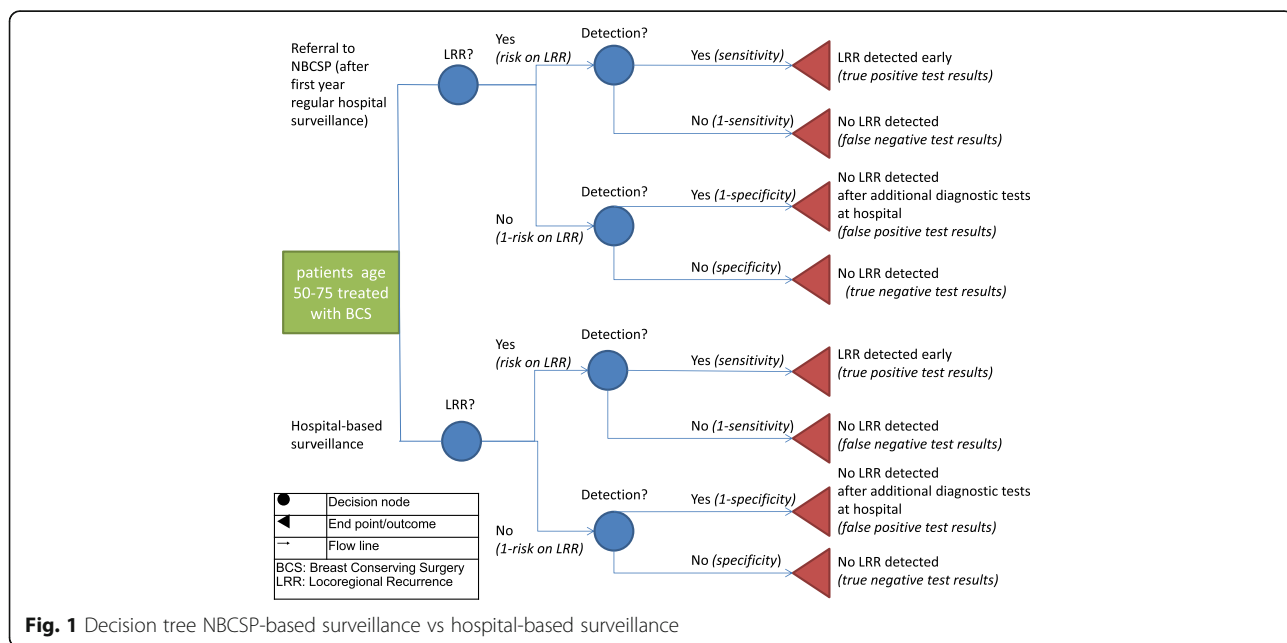 Referral to
NBCSP (after
first year
regular hospital
surveillance)
LRR?
Yes
(risk on LRR)
Detection?
Yes (sensitivity)
LRR detected early
(true positive test results)
No (1-sensitivity)
No LRR detected
(false negative test results)
No
(1-risk on LRR)
Detection?
Yes (1-specificity)
No LRR detected
after additional diagnostic tests
at hospital
(false positive test results)
No (specificity)
No LRR detected
(true negative test results)
patients age
50-75 treated
with BCS
Hospital-based
surveillance
LRR?
Yes
(risk on LRR)
Detection?
Yes (sensitivity)
LRR detected early
(true positive test results)
No (1-sensitivity)
No LRR detected
(false negative test results)
No
(1-risk on LRR)
Detection?
Yes (1-specificity)
No LRR detected
after additional diagnostic tests
at hospital
(false positive test results)
No (specificity)
No LRR detected
(true negative test results)
Decision node
End point/outcome
Flow line
BCS: Breast Conserving Surgery
LRR: Locoregional Recurrence
Fig. 1 Decision tree NBCSP-based surveillance vs hospital-based surveillance